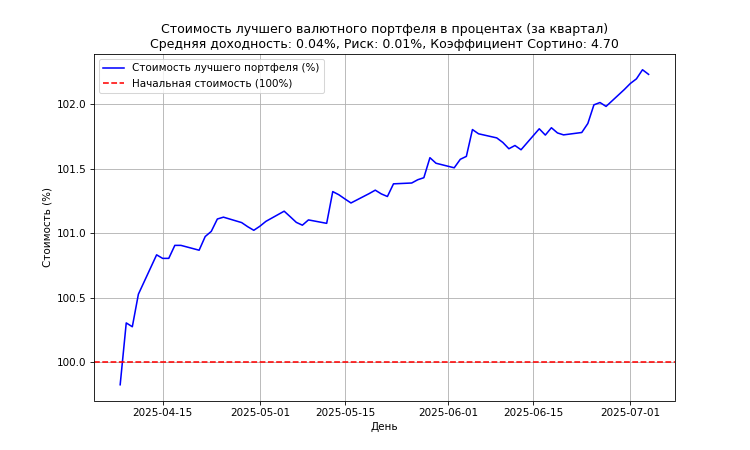 Стоимость лучшего валютного портфеля в процентах (за квартал)
Средняя доходность: 0.04%, Риск: 0.01%, Коэффициент Сортино: 4.70
Стоимость лучшего портфеля (%)
Начальная стоимость (100%)
Стоимость (%)
102.0
101.5
101.0
100.5
100.0
2025-04-15
2025-05-01
2025-05-15
2025-06-01
2025-06-15
2025-07-01
День